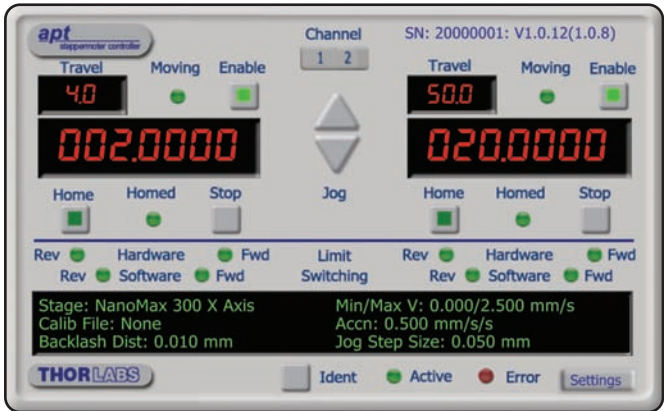 apt
steppermotor controller
Channel
1 2
SN: 20000001: V1.0.12(1.0.8)
Travel Moving Enable
4.0
002.0000
Home Homed Stop
Jog
Travel Moving Enable
50.0
020.0000
Home Homed Stop
Rev Hardware Fwd
Rev Software Fwd
Limit
Switching
Rev Hardware Fwd
Rev Software Fwd
Stage: NanoMax 300 X Axis
Calib File: None
Backlash Dist: 0.010 mm
Min/Max V: 0.000/2.500 mm/s
Accn: 0.500 mm/s/s
Jog Step Size: 0.050 mm
THORLABS
Ident Active Error Settings